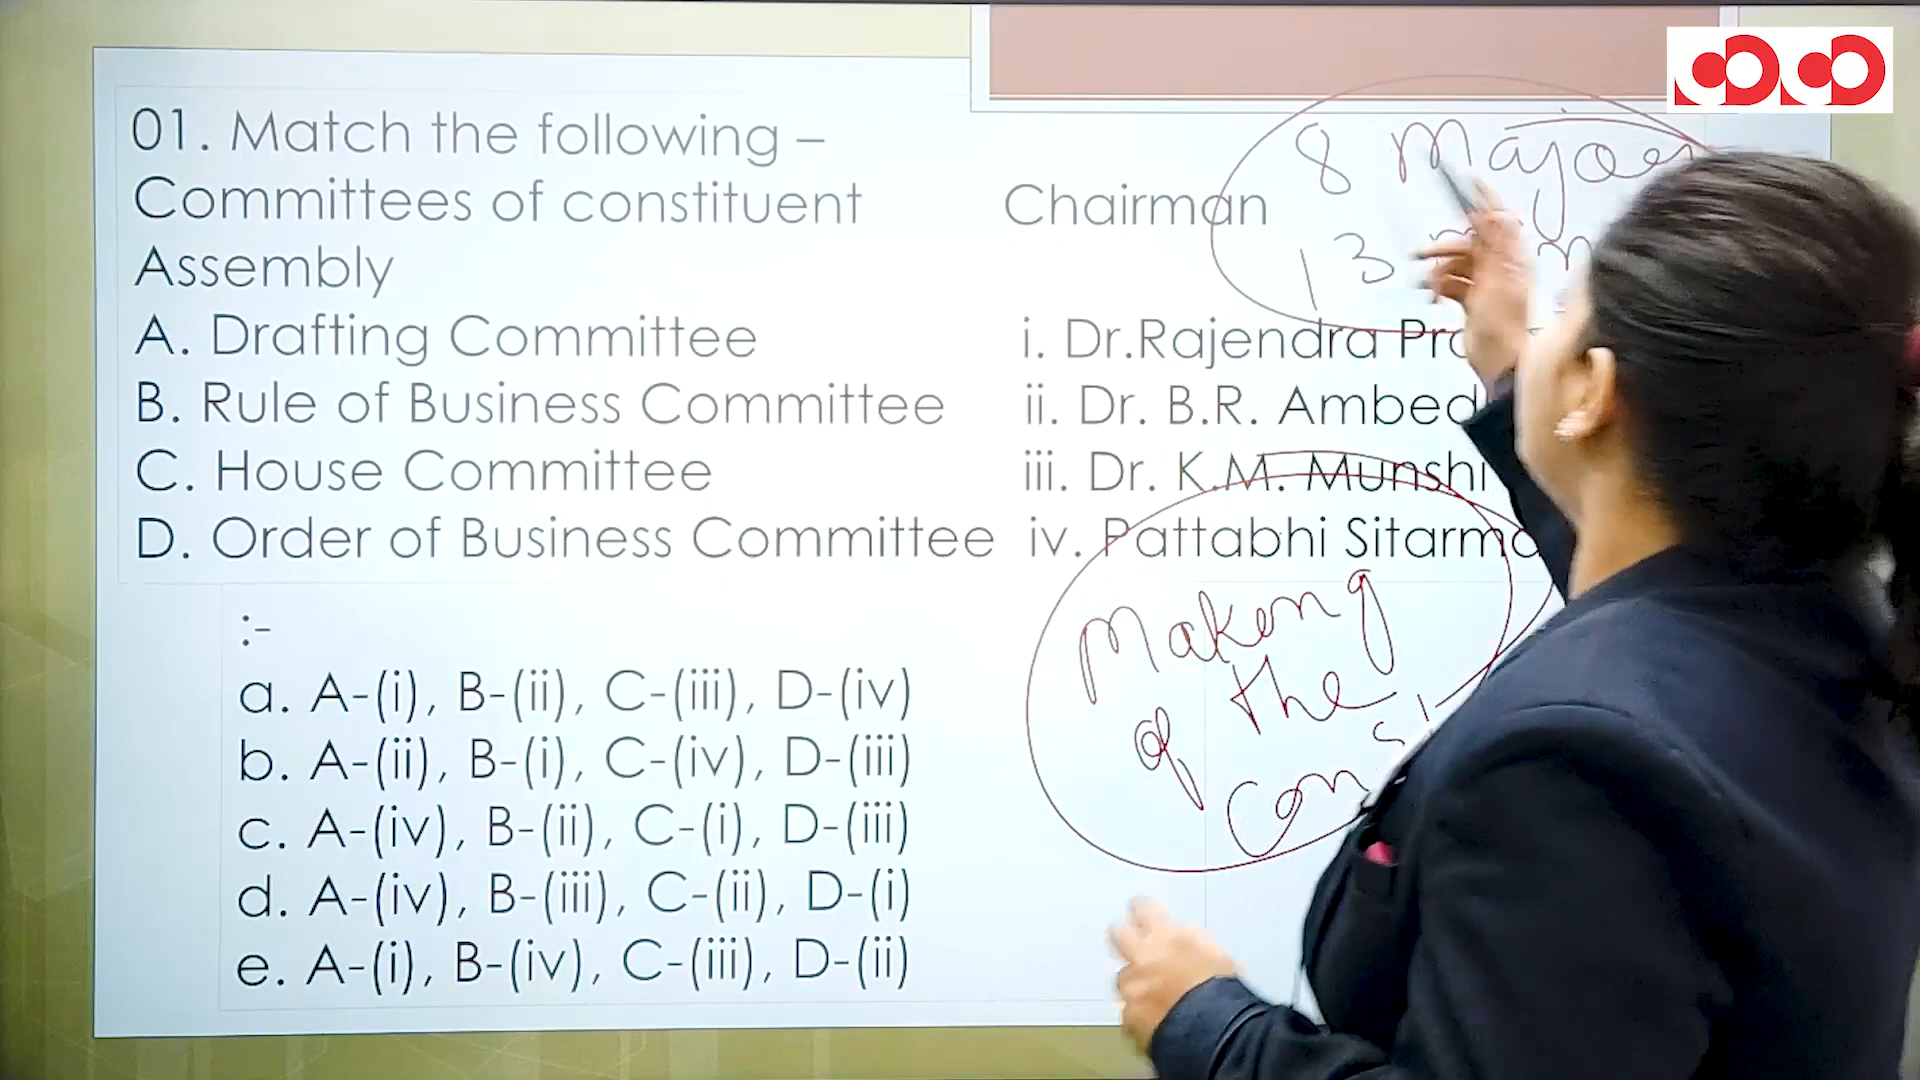 01. Match the following –
Committees of constituent Chairman
Assembly
A. Drafting Committee i. Dr.Rajendra
B. Rule of Business Committee ii. Dr. B.R.
C. House Committee iii. Dr. K.M. Munshi
D. Order of Business Committee iv. Pattabhi
:-
a. A-(i), B-(ii), C-(iii), D-(iv)
b. A-(ii), B-(i), C-(iv), D-(iii)
c. A-(iv), B-(ii), C-(i), D-(iii)
d. A-(iv), B-(iii), C-(ii), D-(i)
e. A-(i), B-(iv), C-(iii), D-(ii)
8 Major
13
Making
of the